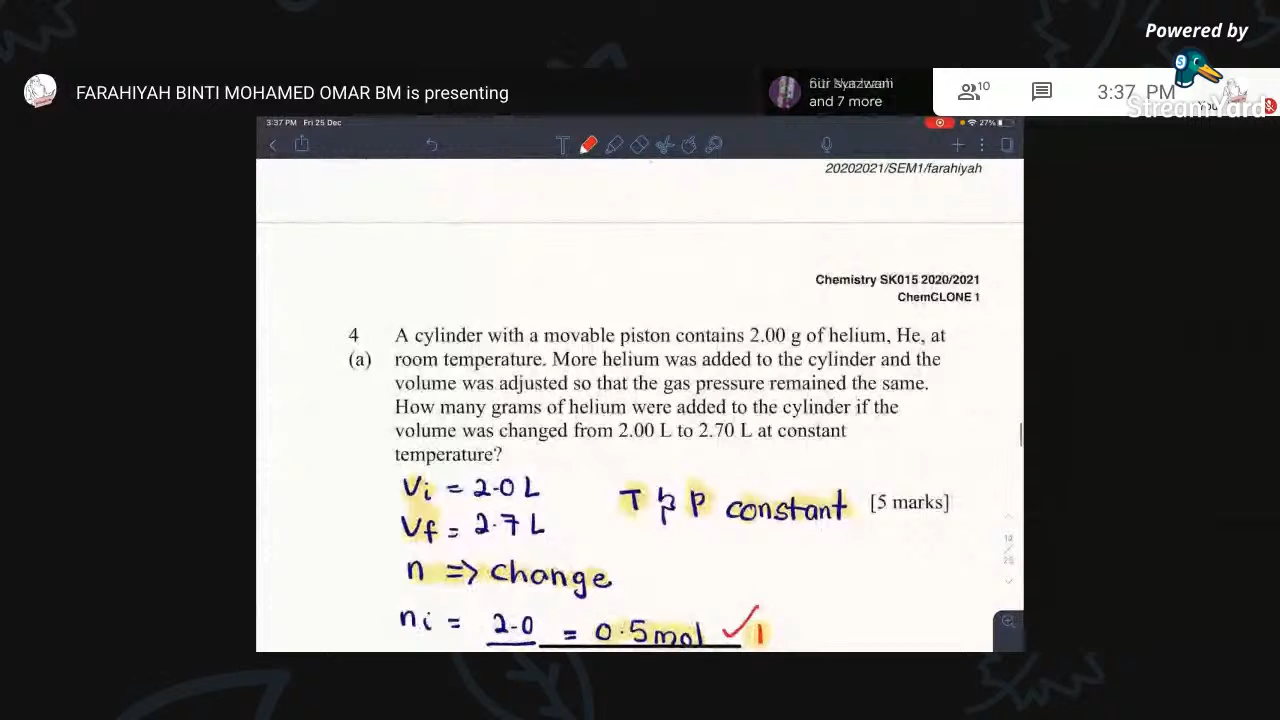 Powered by
FARAHIYAH BINTI MOHAMED OMAR BM is presenting
and 7 more
10
3:37 PM
StreamYard
3:37 PM Fri 25 Dec
27%
20202021/SEM1/farahiyah
Chemistry SK015 2020/2021
ChemCLONE 1
4 A cylinder with a movable piston contains 2.00 g of helium, He, at
(a) room temperature. More helium was added to the cylinder and the
volume was adjusted so that the gas pressure remained the same.
How many grams of helium were added to the cylinder if the
volume was changed from 2.00 L to 2.70 L at constant
temperature?
Vi = 2.0 L
T & P constant [5 marks]
Vf = 2.7 L
n => change
ni = 2.0 = 0.5 mol ✓1